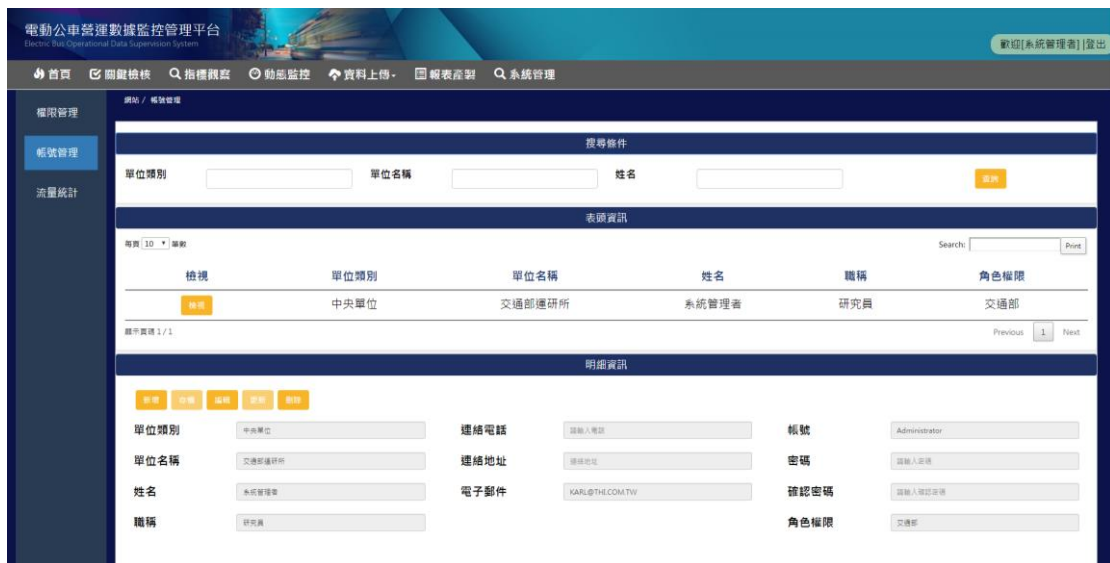 電動公車營運數據監控管理平台
Electric Bus Operational Data Supervision System
歡迎[系統管理者] |登出
首頁 關鍵檢核 指標觀察 動態監控 資料上傳 報表產製 系統管理
權限管理
帳號管理
流量統計
網站 / 帳號管理
搜尋條件
單位類別 單位名稱 姓名 查詢
表頭資訊
每頁 10 筆數 Search: Print
檢視 單位類別 單位名稱 姓名 職稱 角色權限
檢視 中央單位 交通部運研所 系統管理者 研究員 交通部
顯示頁碼 1 / 1 Previous 1 Next
明細資訊
新增 存檔 編輯 更新 刪除
單位類別 中央單位 連絡電話 請輸入電話 帳號 Administrator
單位名稱 交通部運研所 連絡地址 連絡地址 密碼 請輸入密碼
姓名 系統管理者 電子郵件 KARL@THI.COM.TW 確認密碼 請輸入確認密碼
職稱 研究員 角色權限 交通部